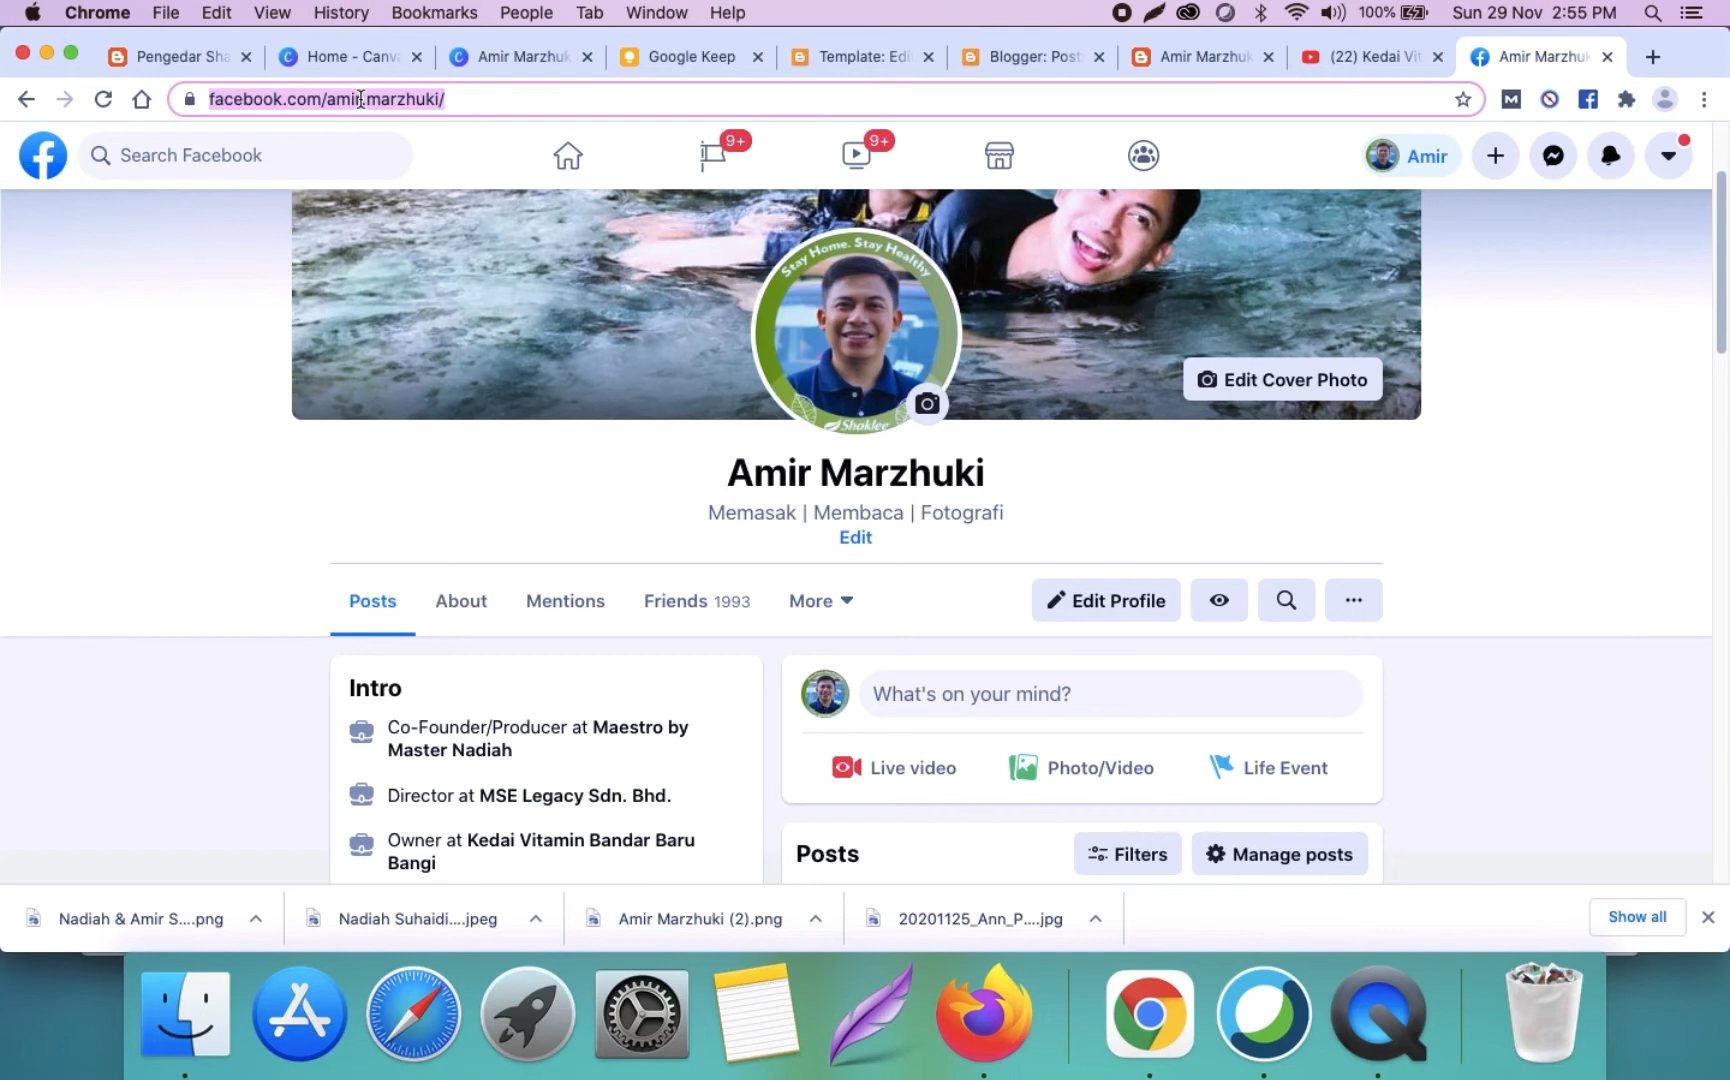 Chrome File Edit View History Bookmarks People Tab Window Help 100% Sun 29 Nov 2:55 PM
Pengedar Sha Home - Canva Amir Marzhuk Google Keep Template: Edi Blogger: Post Amir Marzhuk (22) Kedai Vit Amir Marzhuk
facebook.com/amir.marzhuki/
Search Facebook 9+ 9+ Amir
Stay Home. Stay Healthy
Shaklee
Edit Cover Photo
Amir Marzhuki
Memasak | Membaca | Fotografi
Edit
Posts About Mentions Friends 1993 More Edit Profile
Intro
Co-Founder/Producer at Maestro by
Master Nadiah
Director at MSE Legacy Sdn. Bhd.
Owner at Kedai Vitamin Bandar Baru
Bangi
What's on your mind?
Live video Photo/Video Life Event
Posts Filters Manage posts
Nadiah & Amir S....png Nadiah Suhaidi....jpeg Amir Marzhuki (2).png 20201125_Ann_P....jpg Show all